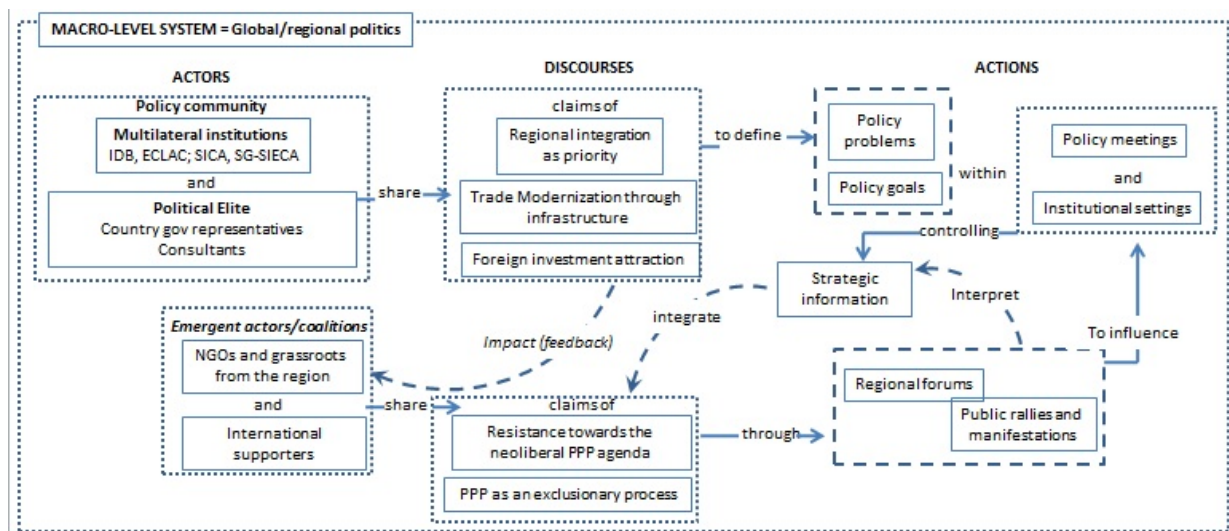 MACRO-LEVEL SYSTEM = Global/regional politics
ACTORS
DISCOURSES
ACTIONS
Policy community
Multilateral institutions
IDB, ECLAC; SICA, SG-SIECA
and
Political Elite
Country gov representatives
Consultants
share
claims of
Regional integration
as priority
Trade Modernization through
infrastructure
Foreign investment attraction
to define
Policy
problems
Policy goals
within
Policy meetings
and
Institutional settings
controlling
Strategic
information
Interpret
To influence
integrate
Impact (feedback)
Emergent actors/coalitions
NGOs and grassroots
from the region
and
International
supporters
share
claims of
Resistance towards the
neoliberal PPP agenda
PPP as an exclusionary process
through
Regional forums
Public rallies and
manifestations